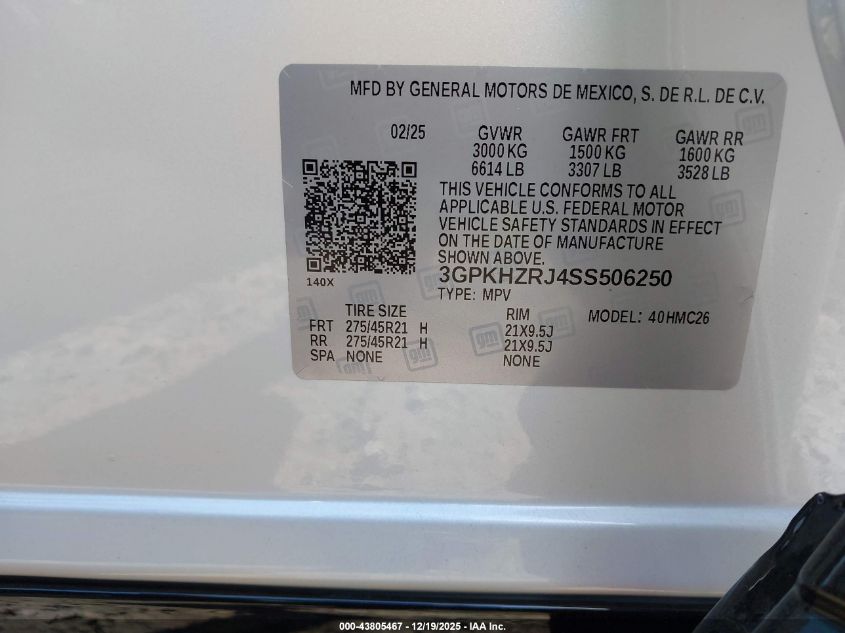 MFD BY GENERAL MOTORS DE MEXICO, S. DE R.L. DE C.V.
02/25 GVWR GAWR FRT GAWR RR
3000 KG 1500 KG 1600 KG
6614 LB 3307 LB 3528 LB
THIS VEHICLE CONFORMS TO ALL
APPLICABLE U.S. FEDERAL MOTOR
VEHICLE SAFETY STANDARDS IN EFFECT
ON THE DATE OF MANUFACTURE
SHOWN ABOVE.
3GPKHZRJ4SS506250
140X TYPE: MPV
TIRE SIZE RIM MODEL: 40HMC26
FRT 275/45R21 H 21X9.5J
RR 275/45R21 H 21X9.5J
SPA NONE NONE
000-43805467 - 12/19/2025 - IAA Inc.